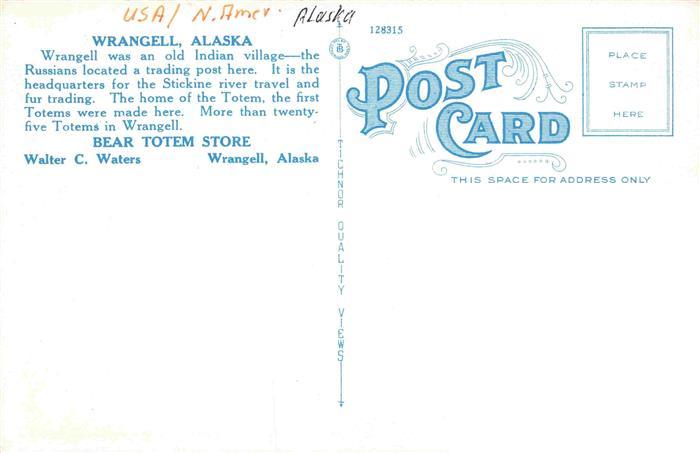 USA/ N. Amer. Alaska
WRANGELL, ALASKA
Wrangell was an old Indian village—the
Russians located a trading post here. It is the
headquarters for the Stickine river travel and
fur trading. The home of the Totem, the first
Totems were made here. More than twenty-
five Totems in Wrangell.
BEAR TOTEM STORE
Walter C. Waters Wrangell, Alaska
TICHNOR QUALITY VIEWS
128315
POST
CARD
THIS SPACE FOR ADDRESS ONLY
PLACE
STAMP
HERE